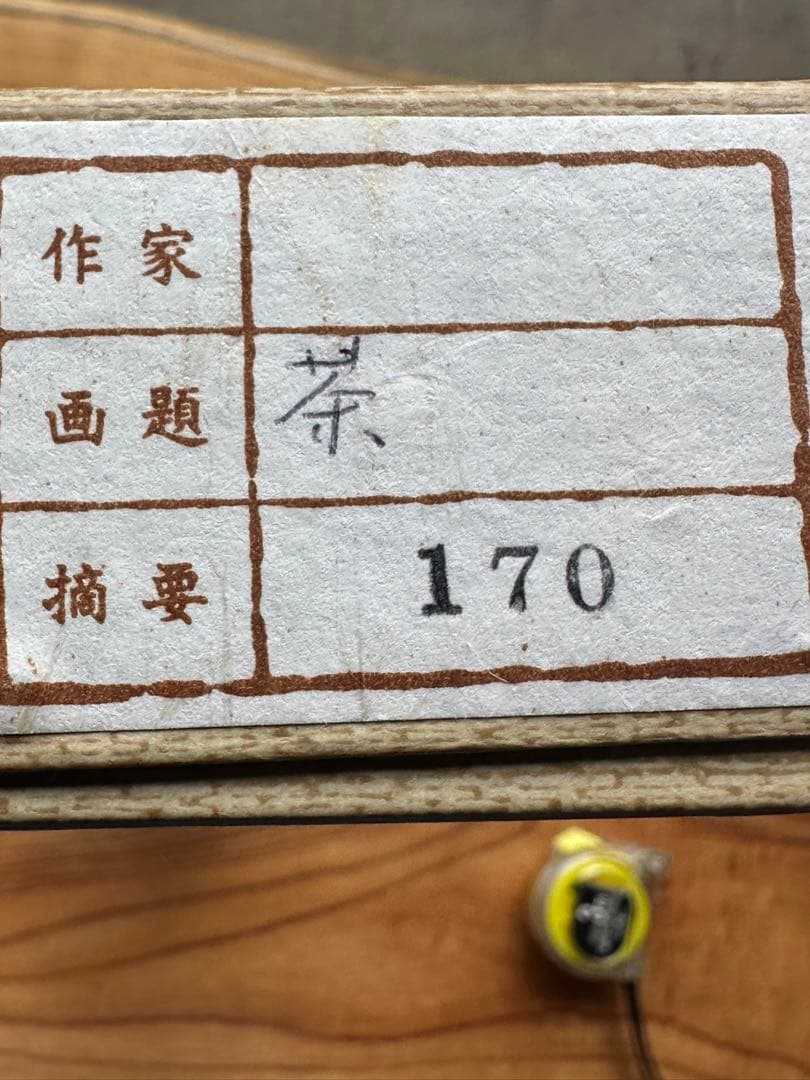 作家
画題 茶
摘要 170